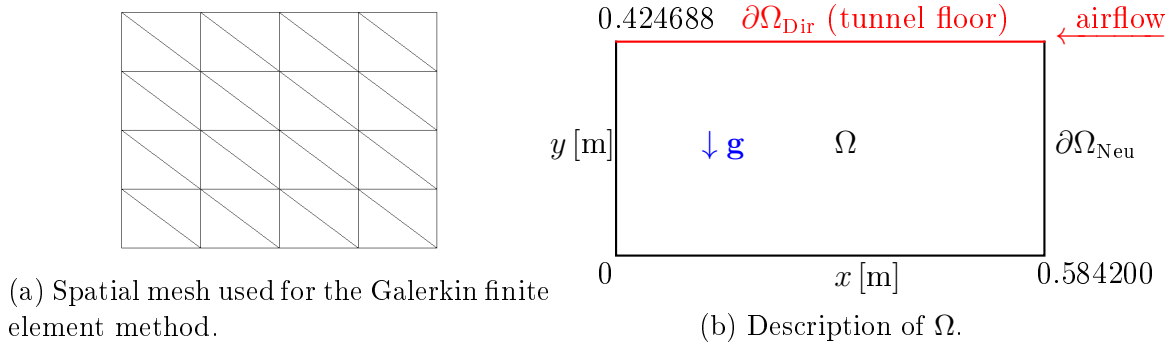 0.424688 ∂Ω_Dir (tunnel floor) airflow
y [m] ↓ g Ω ∂Ω_Neu
0 x [m] 0.584200
(a) Spatial mesh used for the Galerkin finite
element method.
(b) Description of Ω.